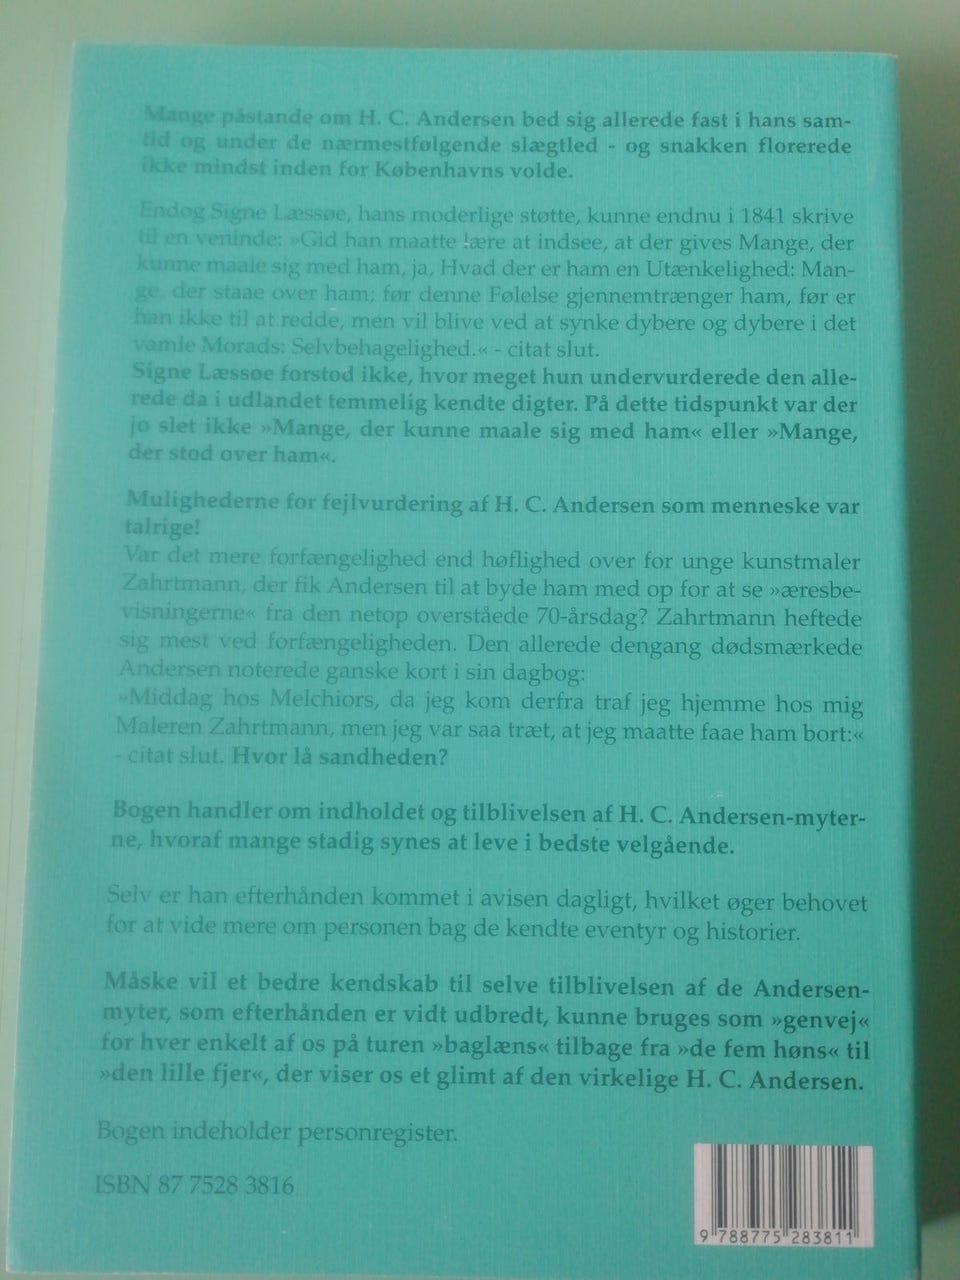 Mange påstande om H. C. Andersen bed sig allerede fast i hans sam-
tid og under de nærmestfølgende slægtled - og snakken florerede
ikke mindst inden for Københavns volde.
Endog Signe Læssøe, hans moderlige støtte, kunne endnu i 1841 skrive
til en veninde: »Gid han maatte lære at indsee, at der gives Mange, der
kunne maale sig med ham, ja, Hvad der er ham en Utænkelighed: Man-
ge, der staae over ham; før denne Følelse gjennemtrænger ham, før er
han ikke til at redde, men vil blive ved at synke dybere og dybere i det
vamle Morads: Selvbehagelighed.« - citat slut.
Signe Læssøe forstod ikke, hvor meget hun undervurderede den alle-
rede da i udlandet temmelig kendte digter. På dette tidspunkt var der
jo slet ikke »Mange, der kunne maale sig med ham« eller »Mange,
der stod over ham«.
Mulighederne for fejlvurdering af H. C. Andersen som menneske var
talrige!
Var det mere forfængelighed end høflighed over for unge kunstmaler
Zahrtmann, der fik Andersen til at byde ham med op for at se »æresbe-
visningerne« fra den netop overståede 70-årsdag? Zahrtmann heftede
sig mest ved forfængeligheden. Den allerede dengang dødsmærkede
Andersen noterede ganske kort i sin dagbog:
»Middag hos Melchiors, da jeg kom derfra traf jeg hjemme hos mig
Maleren Zahrtmann, men jeg var saa træt, at jeg maatte faae ham bort:«
- citat slut. Hvor lå sandheden?
Bogen handler om indholdet og tilblivelsen af H. C. Andersen-myter-
ne, hvoraf mange stadig synes at leve i bedste velgående.
Selv er han efterhånden kommet i avisen dagligt, hvilket øger behovet
for at vide mere om personen bag de kendte eventyr og historier.
Måske vil et bedre kendskab til selve tilblivelsen af de Andersen-
myter, som efterhånden er vidt udbredt, kunne bruges som »genvej«
for hver enkelt af os på turen »baglæns« tilbage fra »de fem høns« til
»den lille fjer«, der viser os et glimt af den virkelige H. C. Andersen.
Bogen indeholder personregister.
ISBN 87 7528 3816
9 788775 283811